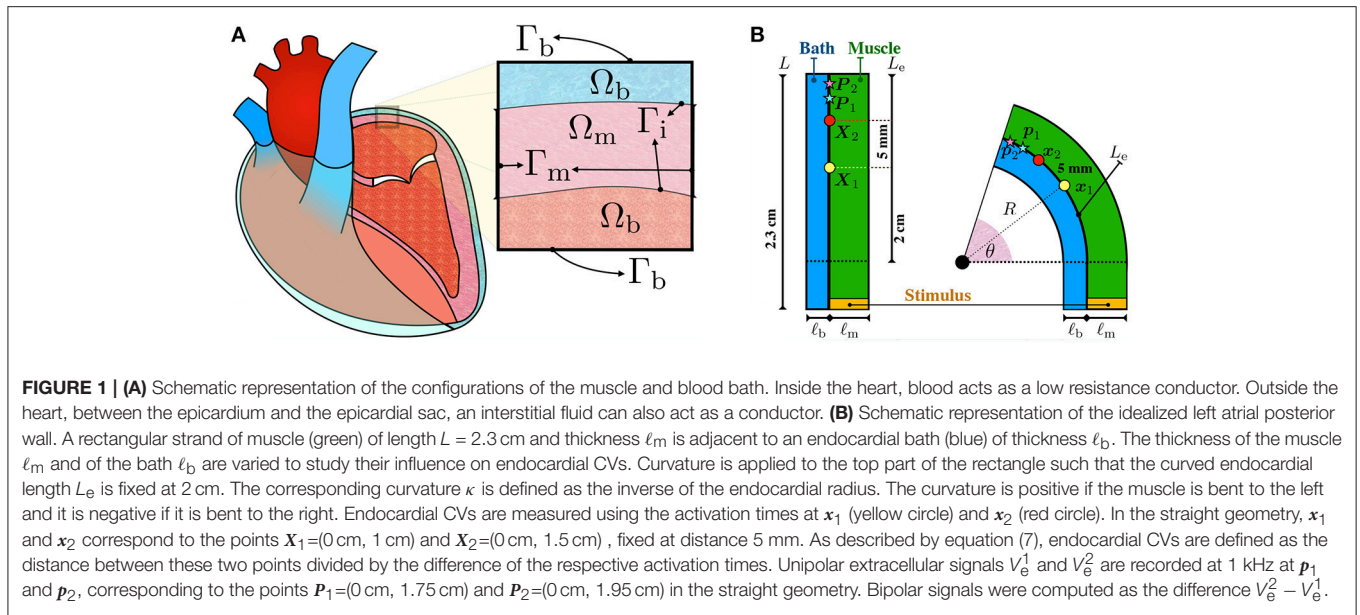 A
Γb
Ωb
Ωm
Γi
Γm
Ωb
Γb
B
Bath
Muscle
L
Le
P2
P1
X2
X1
5 mm
2.3 cm
2 cm
Stimulus
ℓb
ℓm
p1
p2
x2
5 mm
x1
Le
R
θ
ℓb
ℓm
FIGURE 1 | (A) Schematic representation of the configurations of the muscle and blood bath. Inside the heart, blood acts as a low resistance conductor. Outside the
heart, between the epicardium and the epicardial sac, an interstitial fluid can also act as a conductor. (B) Schematic representation of the idealized left atrial posterior
wall. A rectangular strand of muscle (green) of length L = 2.3 cm and thickness ℓm is adjacent to an endocardial bath (blue) of thickness ℓb. The thickness of the muscle
ℓm and of the bath ℓb are varied to study their influence on endocardial CVs. Curvature is applied to the top part of the rectangle such that the curved endocardial
length Le is fixed at 2 cm. The corresponding curvature κ is defined as the inverse of the endocardial radius. The curvature is positive if the muscle is bent to the left
and it is negative if it is bent to the right. Endocardial CVs are measured using the activation times at x1 (yellow circle) and x2 (red circle). In the straight geometry, x1
and x2 correspond to the points X1=(0 cm, 1 cm) and X2=(0 cm, 1.5 cm) , fixed at distance 5 mm. As described by equation (7), endocardial CVs are defined as the
distance between these two points divided by the difference of the respective activation times. Unipolar extracellular signals Ve1 and Ve2 are recorded at 1 kHz at p1
and p2, corresponding to the points P1=(0 cm, 1.75 cm) and P2=(0 cm, 1.95 cm) in the straight geometry. Bipolar signals were computed as the difference Ve2 − Ve1.